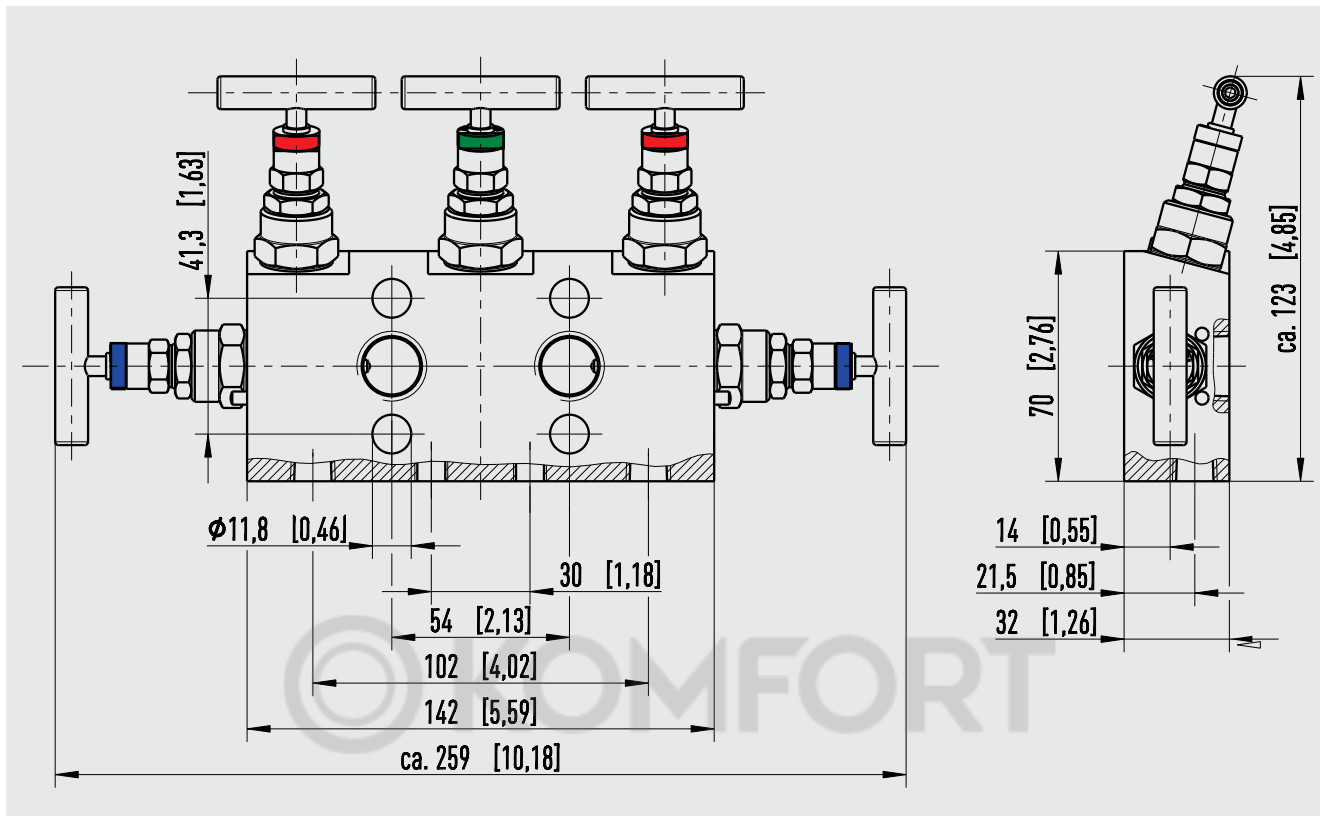 41,3 [1,63]
ø11,8 [0,46]
30 [1,18]
54 [2,13]
102 [4,02]
142 [5,59]
ca. 259 [10,18]
ca. 123 [4,85]
70 [2,76]
14 [0,55]
21,5 [0,85]
32 [1,26]
KOMFORT